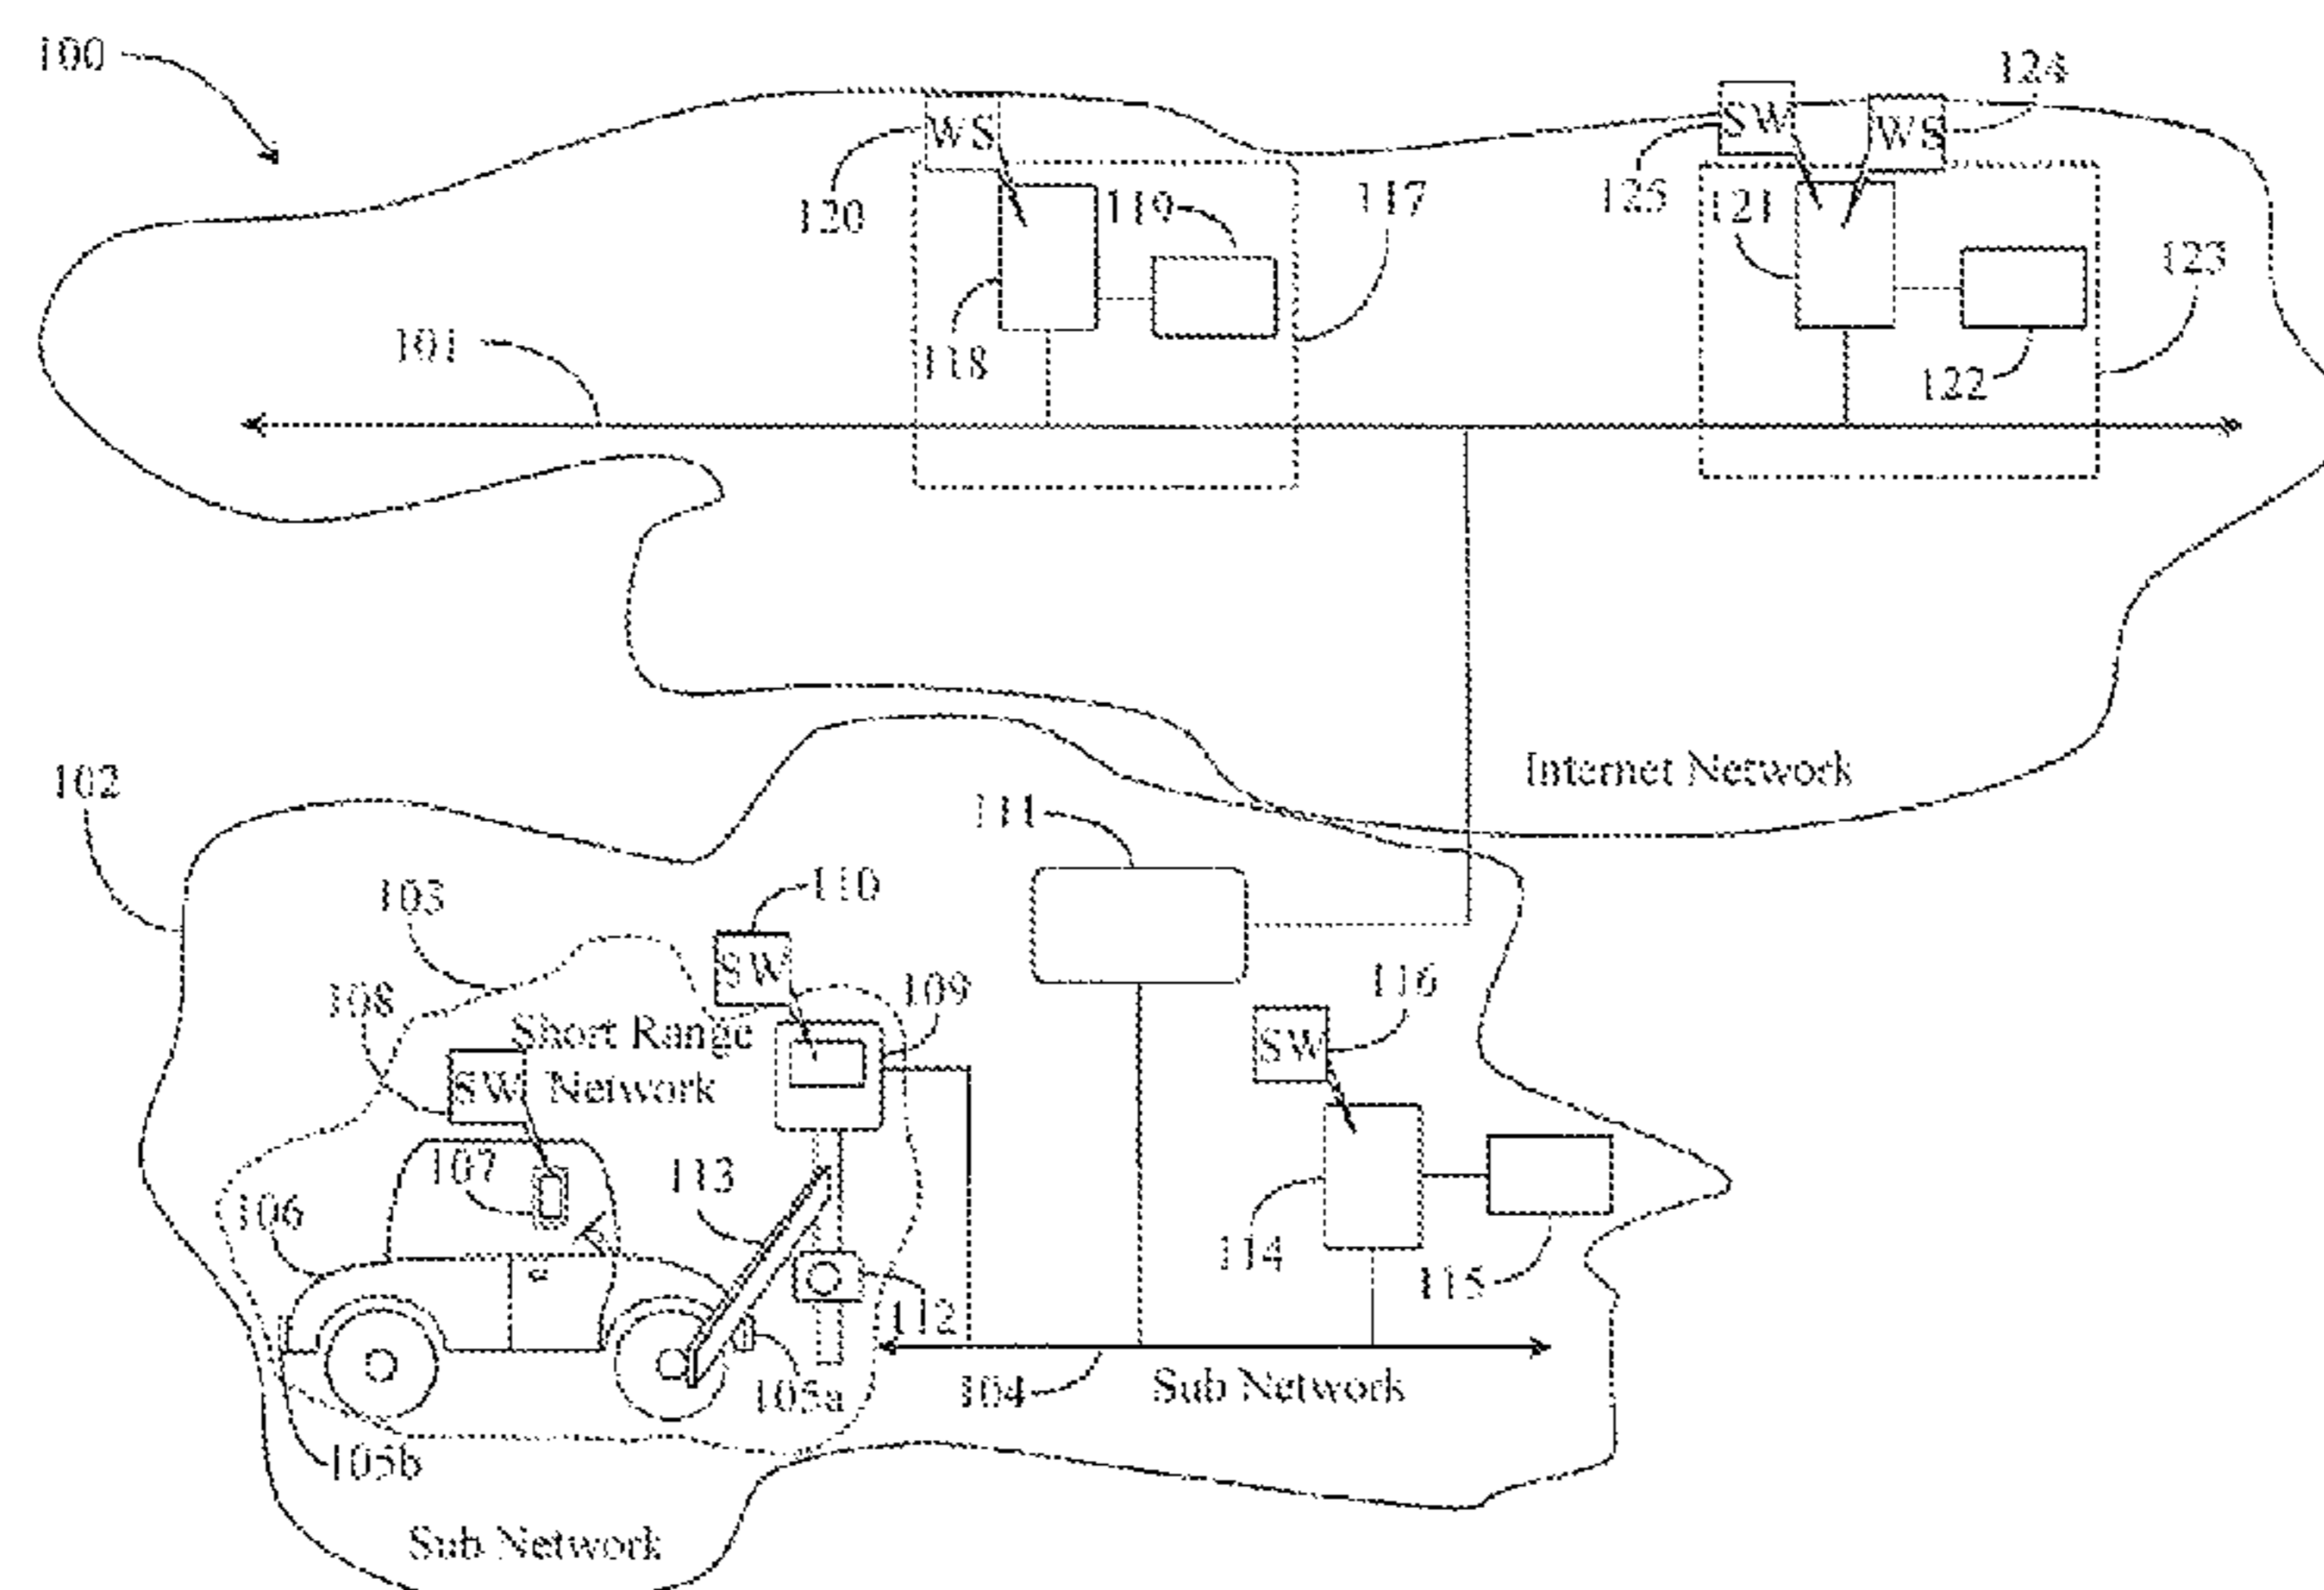 100
124
WS
SW
WS
120
119
117
125
121
123
118
122
101
Internet Network
102
111
103
110
SW
109
116
108
Short Range
SW
SW
Network
107
113
106
114
115
112
105a
104
Sub Network
105b
Sub Network